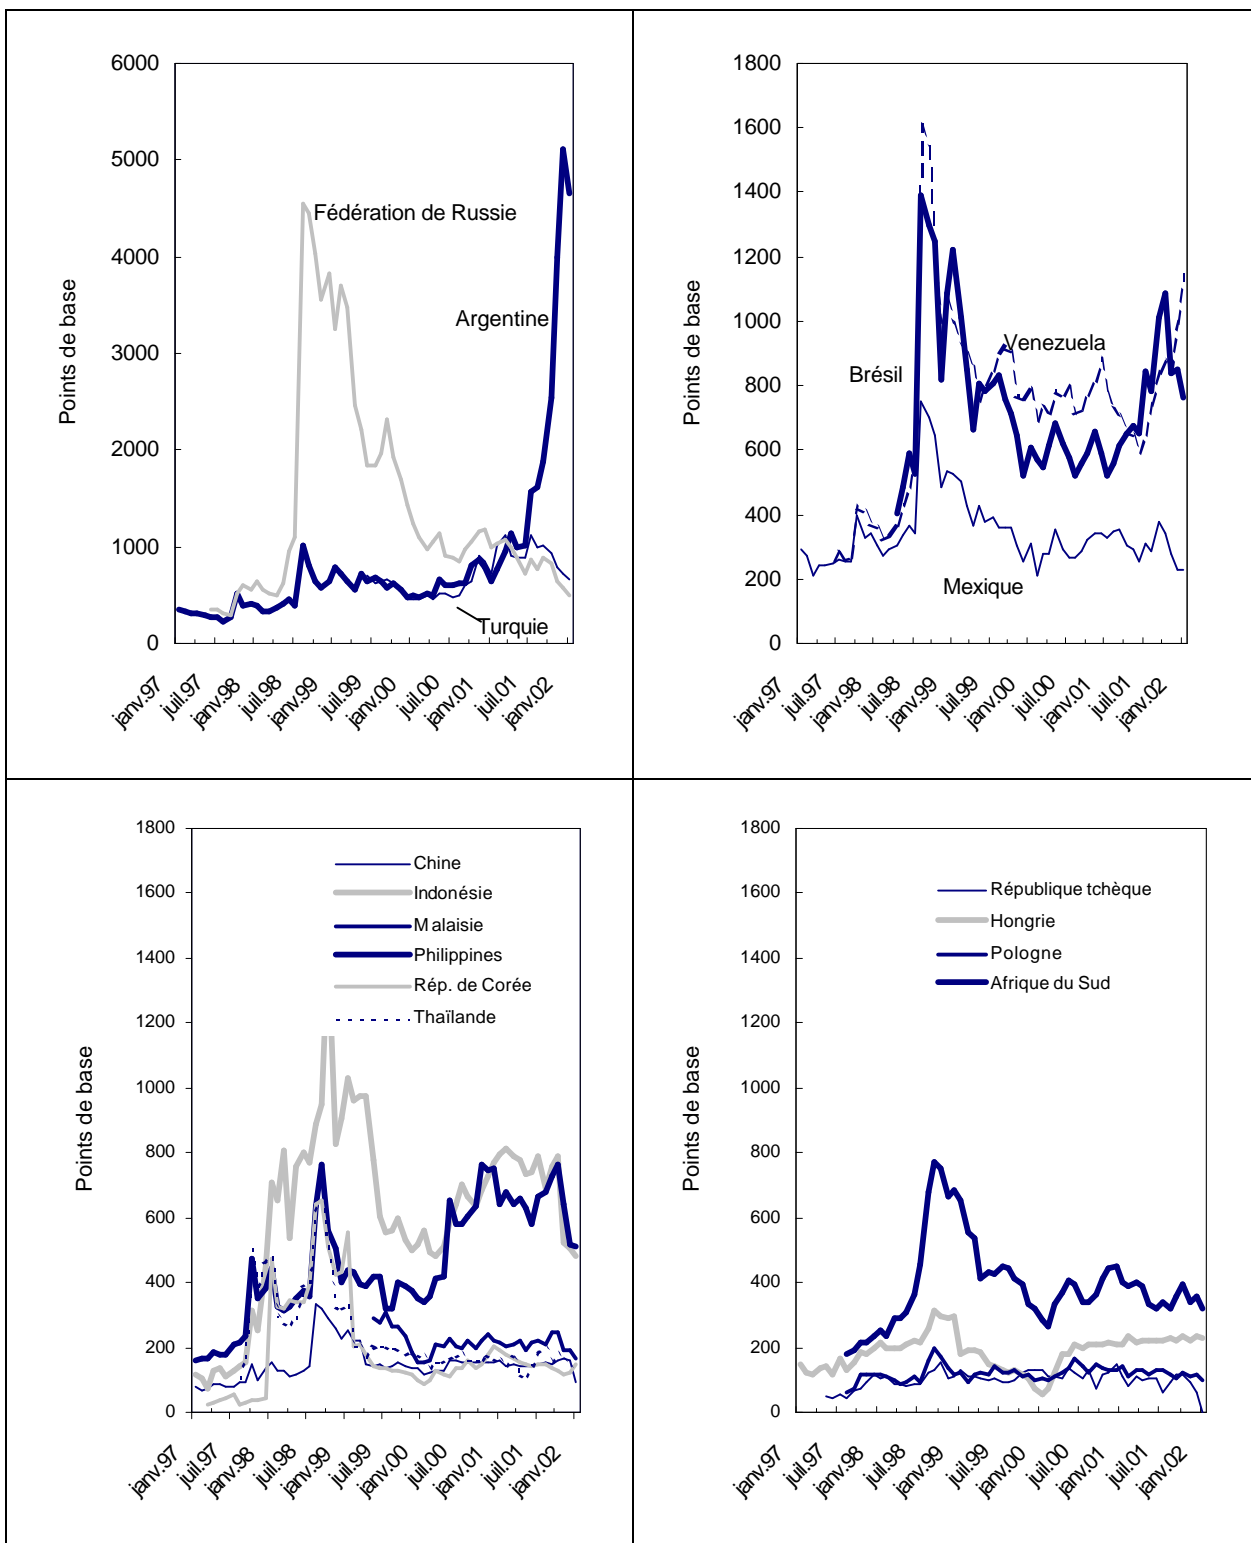 6000
5000
4000
3000
2000
1000
0
Points de base
Fédération de Russie
Argentine
Turquie
janv.97
juil.97
janv.98
juil.98
janv.99
juil.99
janv.00
juil.00
janv.01
juil.01
janv.02
1800
1600
1400
1200
1000
800
600
400
200
0
Points de base
Venezuela
Brésil
Mexique
janv.97
juil.97
janv.98
juil.98
janv.99
juil.99
janv.00
juil.00
janv.01
juil.01
janv.02
1800
1600
1400
1200
1000
800
600
400
200
0
Points de base
Chine
Indonésie
Malaisie
Philippines
Rép. de Corée
Thaïlande
janv.97
juil.97
janv.98
juil.98
janv.99
juil.99
janv.00
juil.00
janv.01
juil.01
janv.02
1800
1600
1400
1200
1000
800
600
400
200
0
Points de base
République tchèque
Hongrie
Pologne
Afrique du Sud
janv.97
juil.97
janv.98
juil.98
janv.99
juil.99
janv.00
juil.00
janv.01
juil.01
janv.02